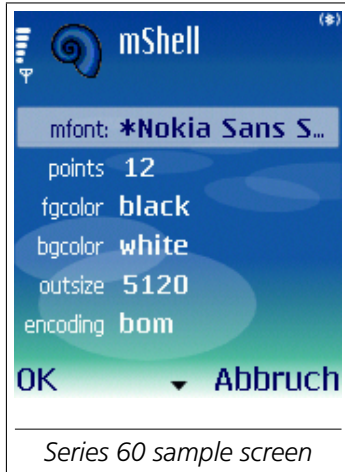 mShell
mfont: *Nokia Sans S...
points 12
fgcolor black
bgcolor white
outsize 5120
encoding bom
OK Abbruch
Series 60 sample screen